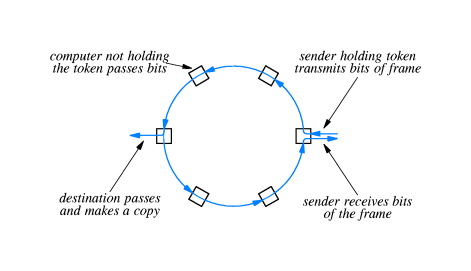 computer not holding
the token passes bits
sender holding token
transmits bits of frame
destination passes
and makes a copy
sender receives bits
of the frame